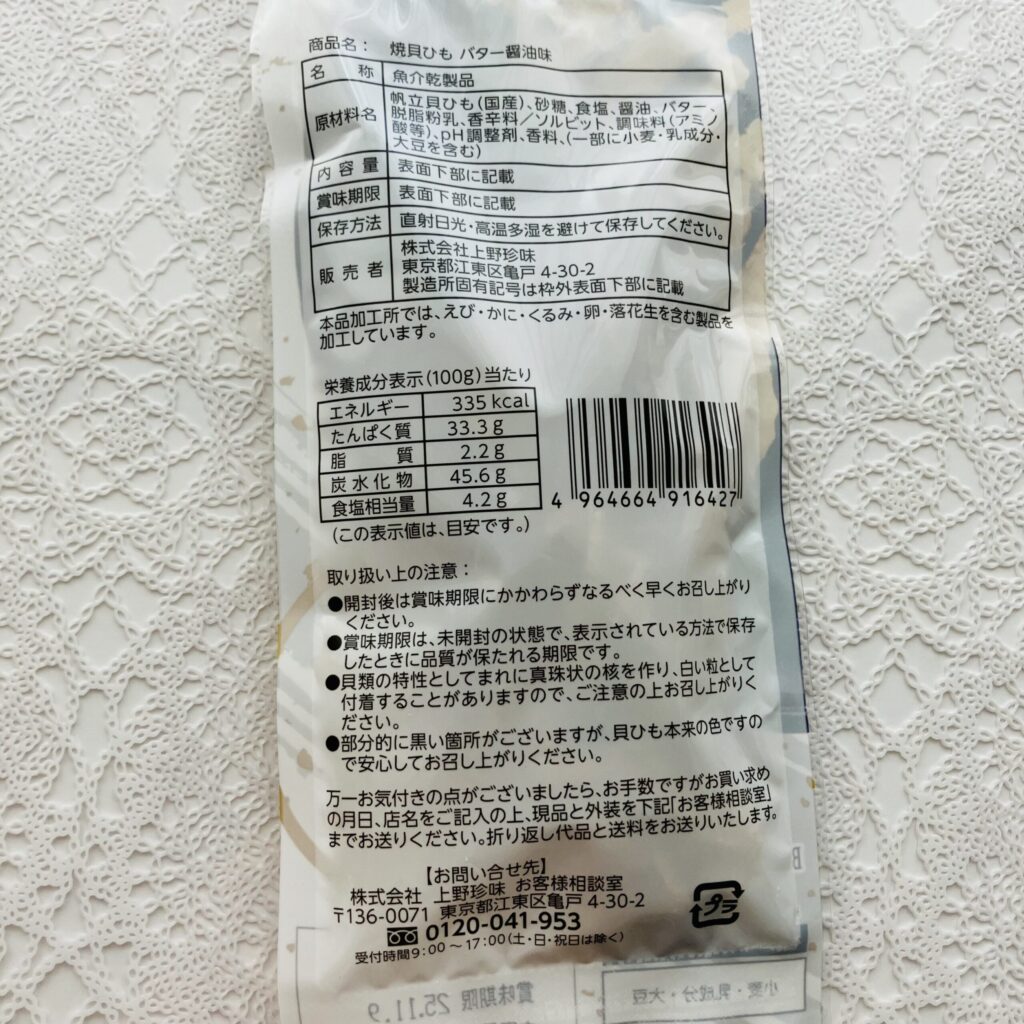 商品名： 焼貝ひも バター醤油味
名称 魚介乾製品
原材料名 帆立貝ひも(国産)、砂糖、食塩、醤油、バター、
脱脂粉乳、香辛料／ソルビット、調味料(アミノ
酸等)、pH調整剤、香料、(一部に小麦・乳成分・
大豆を含む)
内容量 表面下部に記載
賞味期限 表面下部に記載
保存方法 直射日光・高温多湿を避けて保存してください。
販売者 株式会社上野珍味
東京都江東区亀戸 4-30-2
製造所固有記号は枠外表面下部に記載
本品加工所では、えび・かに・くるみ・卵・落花生を含む製品を
加工しています。
栄養成分表示(100g)当たり
エネルギー 335 kcal
たんぱく質 33.3 g
脂質 2.2 g
炭水化物 45.6 g
食塩相当量 4.2 g
(この表示値は、目安です。)
4 964664 916427
取り扱い上の注意：
●開封後は賞味期限にかかわらずなるべく早くお召し上がり
ください。
●賞味期限は、未開封の状態で、表示されている方法で保存
したときに品質が保たれる期限です。
●貝類の特性としてまれに真珠状の核を作り、白い粒として
付着することがありますので、ご注意の上お召し上がりく
ださい。
●部分的に黒い箇所がございますが、貝ひも本来の色ですの
で安心してお召し上がりください。
万一お気付きの点がございましたら、お手数ですがお買い求め
の月日、店名をご記入の上、現品と外装を下記「お客様相談室」
までお送りください。折り返し代品と送料をお送りいたします。
【お問い合せ先】
株式会社 上野珍味 お客様相談室
〒136-0071 東京都江東区亀戸 4-30-2
0120-041-953
受付時間9：00～17：00(土・日・祝日は除く)
プラ
賞味期限 25.11.9
小麦・乳成分・大豆